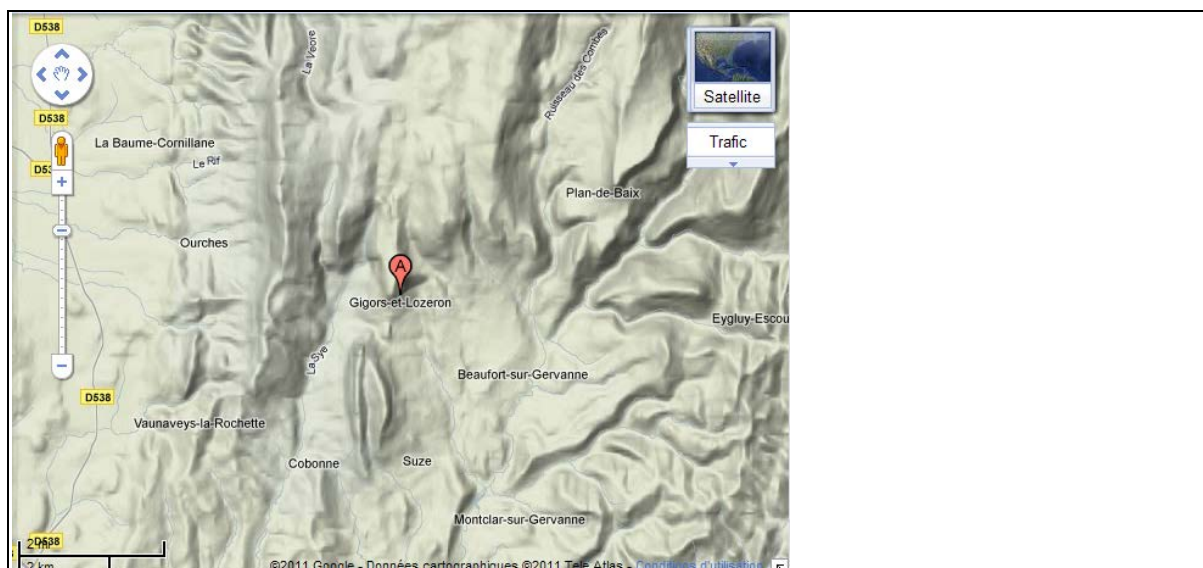 D538
La Veore
Ruisseau des Combes
Satellite
D538
Trafic
La Baume-Cornillane
Le Rif
Plan-de-Baix
Ourches
A
Gigors-et-Lozeron
Eygluy-Escou
La Sye
Beaufort-sur-Gervanne
D538
Vaunaveys-la-Rochette
Cobonne
Suze
Montclar-sur-Gervanne
D538
2 mi
2 km
©2011 Google - Données cartographiques ©2011 Tele Atlas - Conditions d'utilisation